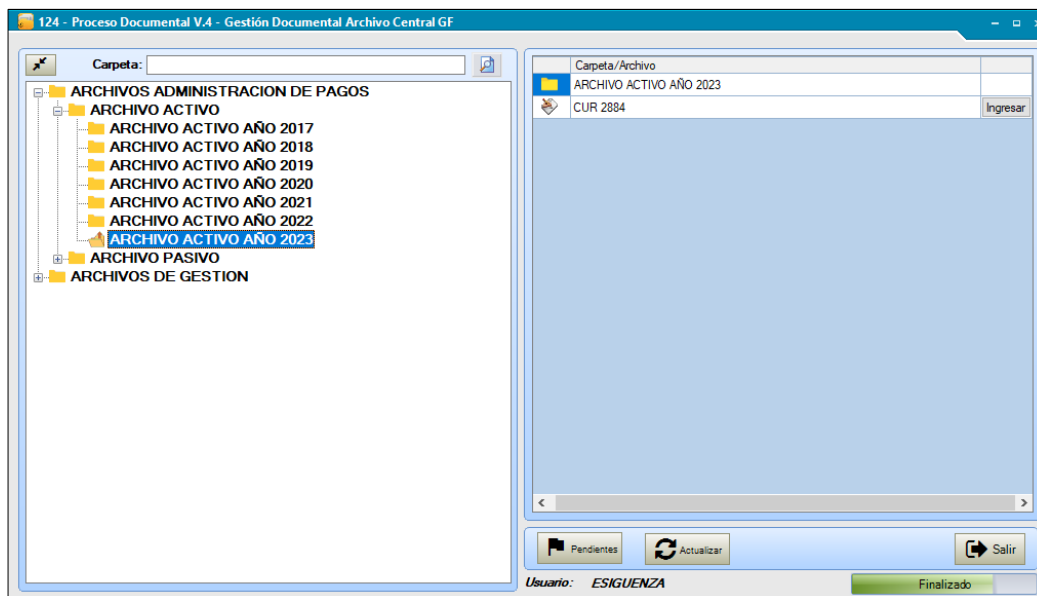 124 - Proceso Documental V.4 - Gestión Documental Archivo Central GF
Carpeta:
ARCHIVOS ADMINISTRACION DE PAGOS
ARCHIVO ACTIVO
ARCHIVO ACTIVO AÑO 2017
ARCHIVO ACTIVO AÑO 2018
ARCHIVO ACTIVO AÑO 2019
ARCHIVO ACTIVO AÑO 2020
ARCHIVO ACTIVO AÑO 2021
ARCHIVO ACTIVO AÑO 2022
ARCHIVO ACTIVO AÑO 2023
ARCHIVO PASIVO
ARCHIVOS DE GESTION
Carpeta/Archivo
ARCHIVO ACTIVO AÑO 2023
CUR 2884 Ingresar
Pendientes Actualizar Salir
Usuario: ESIGUENZA Finalizado